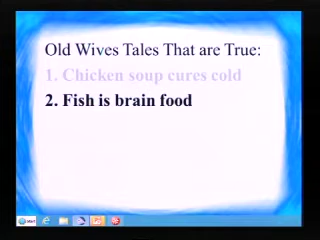 Old Wives Tales That are True:
1. Chicken soup cures cold
2. Fish is brain food